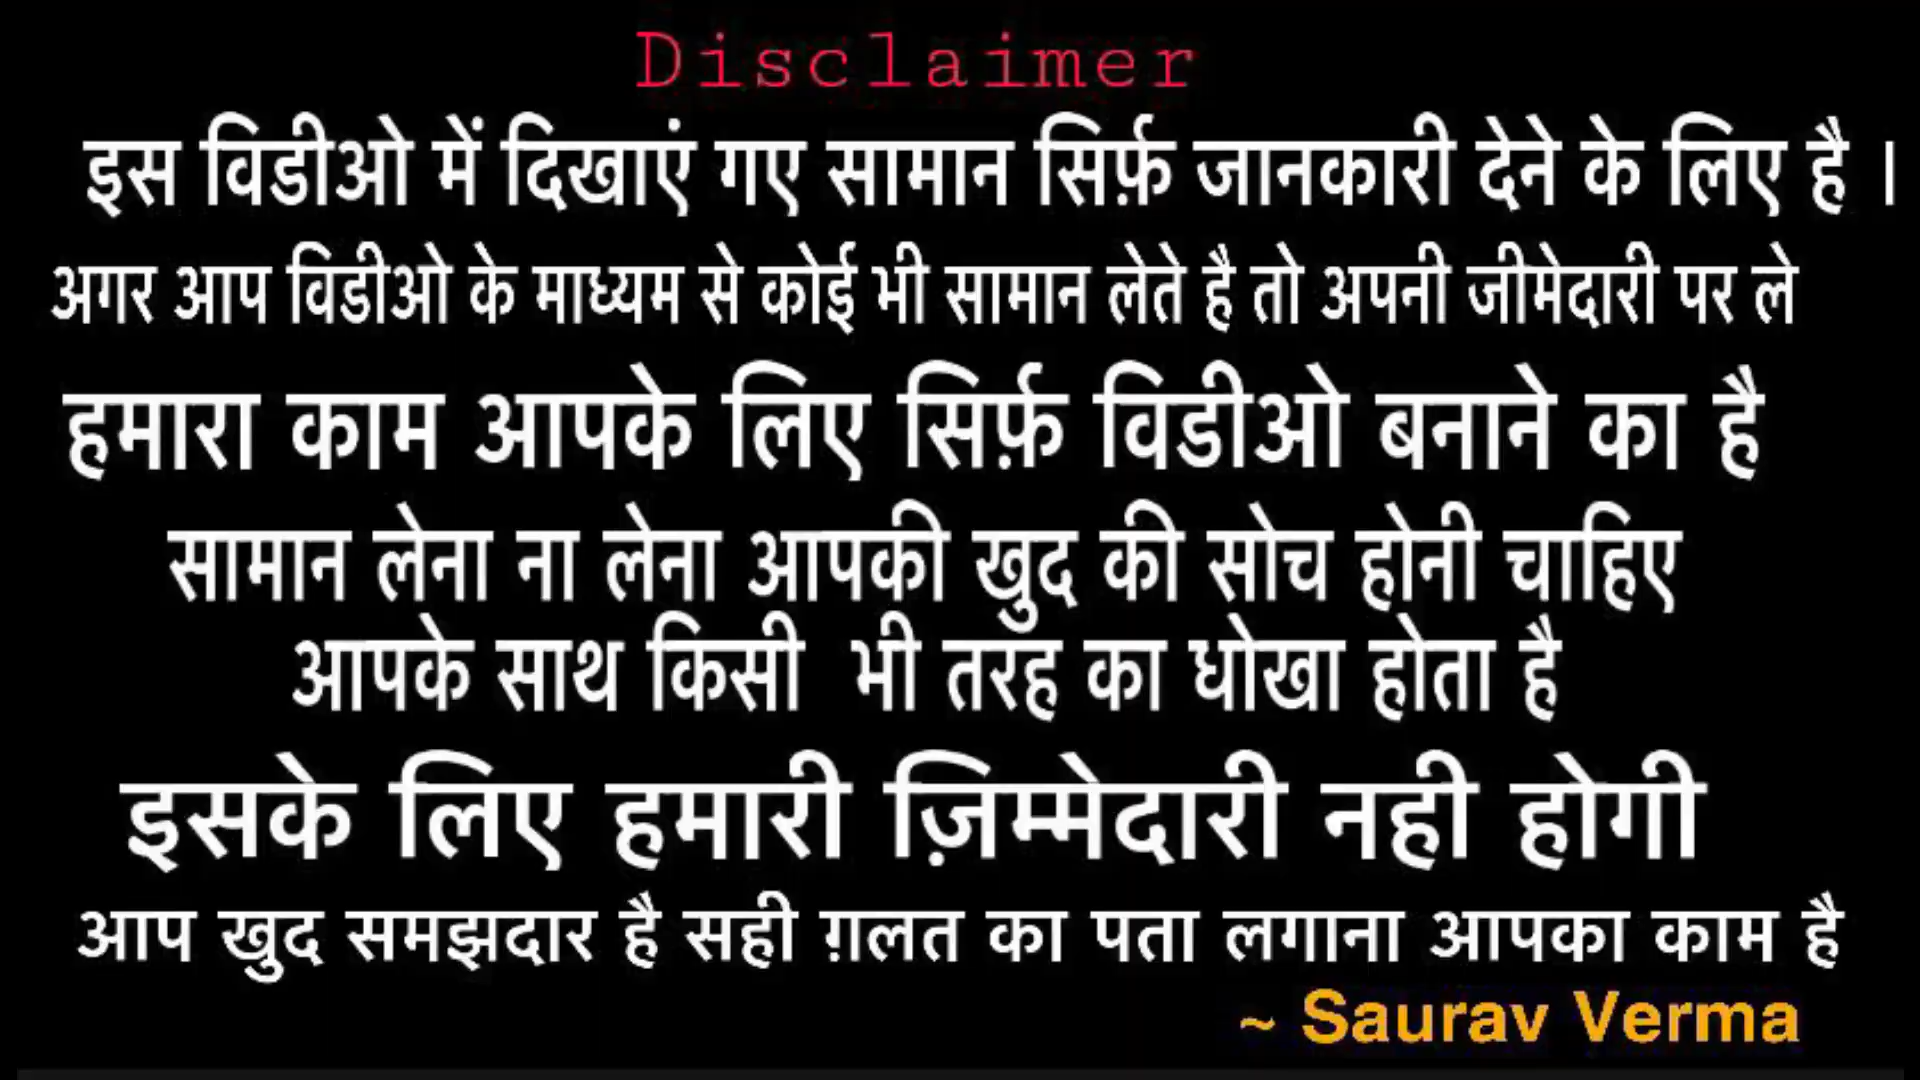 Disclaimer
इस विडीओ में दिखाएं गए सामान सिर्फ़ जानकारी देने के लिए है ।
अगर आप विडीओ के माध्यम से कोई भी सामान लेते है तो अपनी जीमेदारी पर ले
हमारा काम आपके लिए सिर्फ़ विडीओ बनाने का है
सामान लेना ना लेना आपकी खुद की सोच होनी चाहिए
आपके साथ किसी भी तरह का धोखा होता है
इसके लिए हमारी ज़िम्मेदारी नही होगी
आप खुद समझदार है सही ग़लत का पता लगाना आपका काम है
~ Saurav Verma